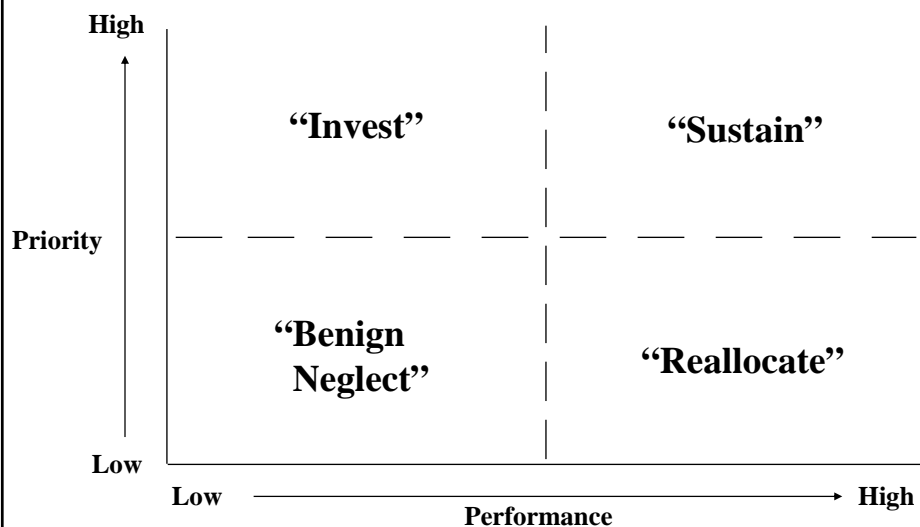 High
“Invest”
“Sustain”
Priority
“Benign
Neglect”
“Reallocate”
Low
Low
High
Performance